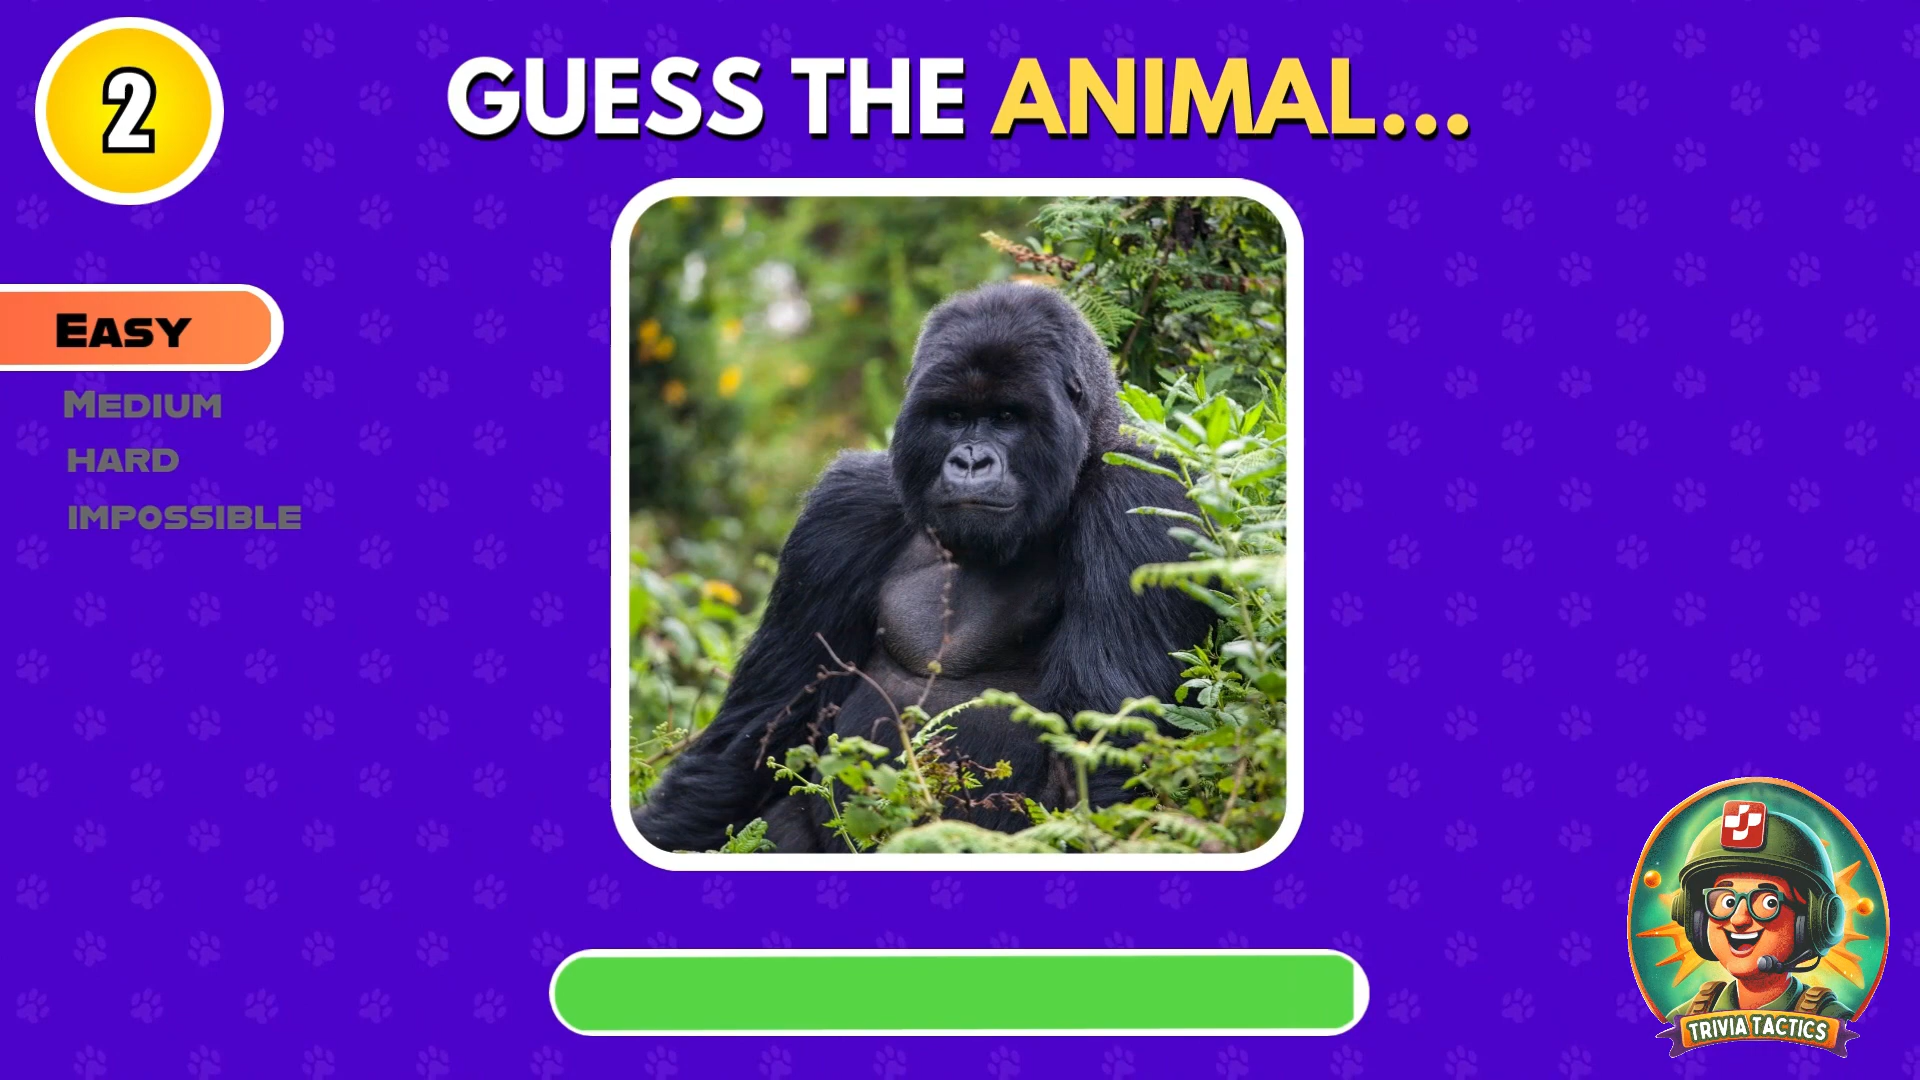 2
GUESS THE ANIMAL...
EASY
MEDIUM
HARD
IMPOSSIBLE
TRIVIA TACTICS